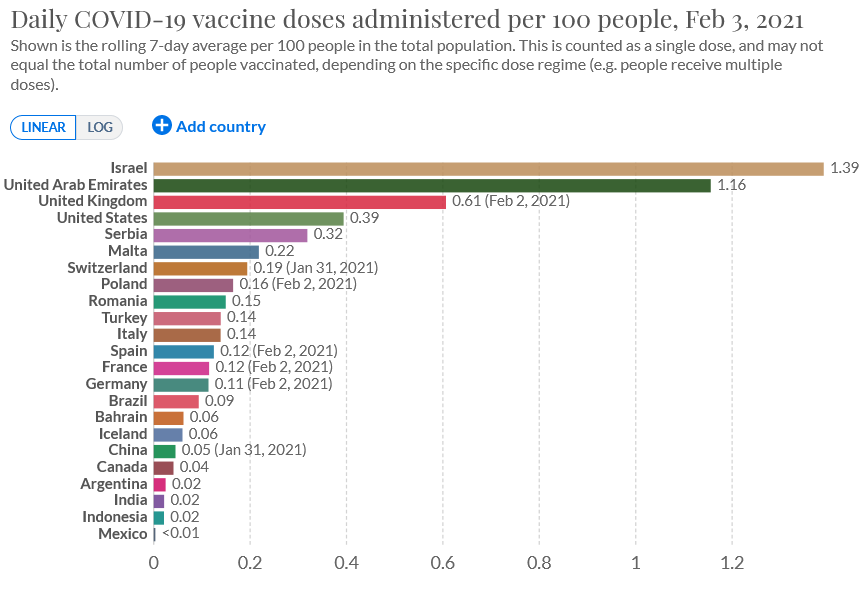 Daily COVID-19 vaccine doses administered per 100 people, Feb 3, 2021
Shown is the rolling 7-day average per 100 people in the total population. This is counted as a single dose, and may not
equal the total number of people vaccinated, depending on the specific dose regime (e.g. people receive multiple
doses).
LINEAR LOG Add country
Israel 1.39
United Arab Emirates 1.16
United Kingdom 0.61 (Feb 2, 2021)
United States 0.39
Serbia 0.32
Malta 0.22
Switzerland 0.19 (Jan 31, 2021)
Poland 0.16 (Feb 2, 2021)
Romania 0.15
Turkey 0.14
Italy 0.14
Spain 0.12 (Feb 2, 2021)
France 0.12 (Feb 2, 2021)
Germany 0.11 (Feb 2, 2021)
Brazil 0.09
Bahrain 0.06
Iceland 0.06
China 0.05 (Jan 31, 2021)
Canada 0.04
Argentina 0.02
India 0.02
Indonesia 0.02
Mexico <0.01
0 0.2 0.4 0.6 0.8 1 1.2